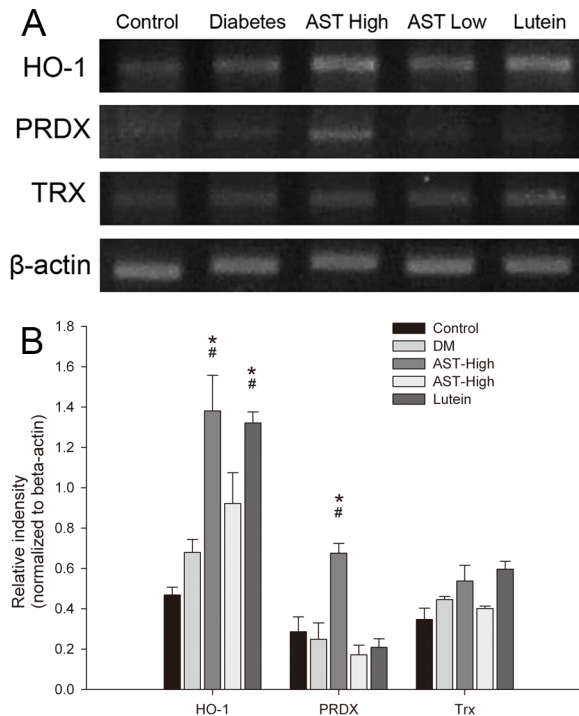 A
Control Diabetes AST High AST Low Lutein
HO-1
PRDX
TRX
β-actin
B
1.8
1.6
1.4
1.2
1.0
0.8
0.6
0.4
0.2
0.0
Relative indensity
(normalized to beta-actin)
* # * # * #
Control
DM
AST-High
AST-High
Lutein
HO-1 PRDX Trx